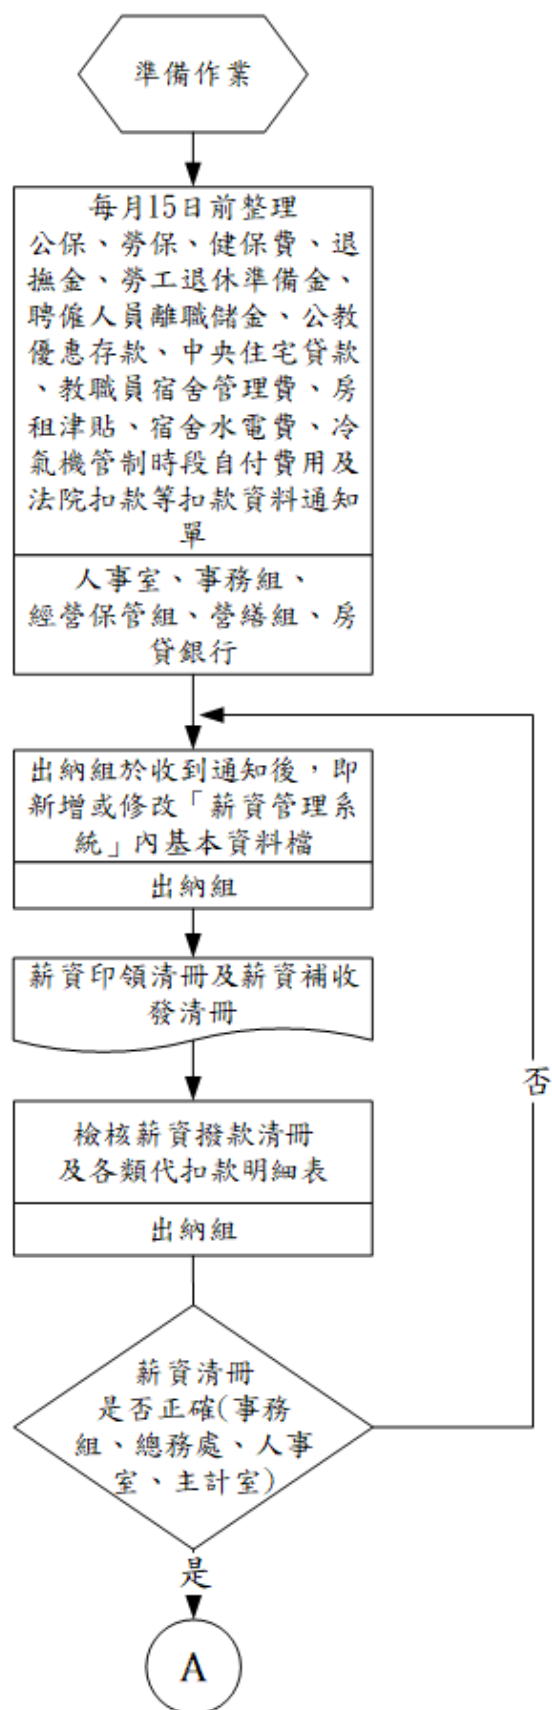 準備作業
每月15日前整理
公保、勞保、健保費、退
撫金、勞工退休準備金、
聘僱人員離職儲金、公教
優惠存款、中央住宅貸款
、教職員宿舍管理費、房
租津貼、宿舍水電費、冷
氣機管制時段自付費用及
法院扣款等扣款資料通知
單
人事室、事務組、
經營保管組、營繕組、房
貸銀行
出納組於收到通知後，即
新增或修改「薪資管理系
統」內基本資料檔
出納組
薪資印領清冊及薪資補收
發清冊
否
檢核薪資撥款清冊
及各類代扣款明細表
出納組
薪資清冊
是否正確(事務
組、總務處、人事
室、主計室)
是
A